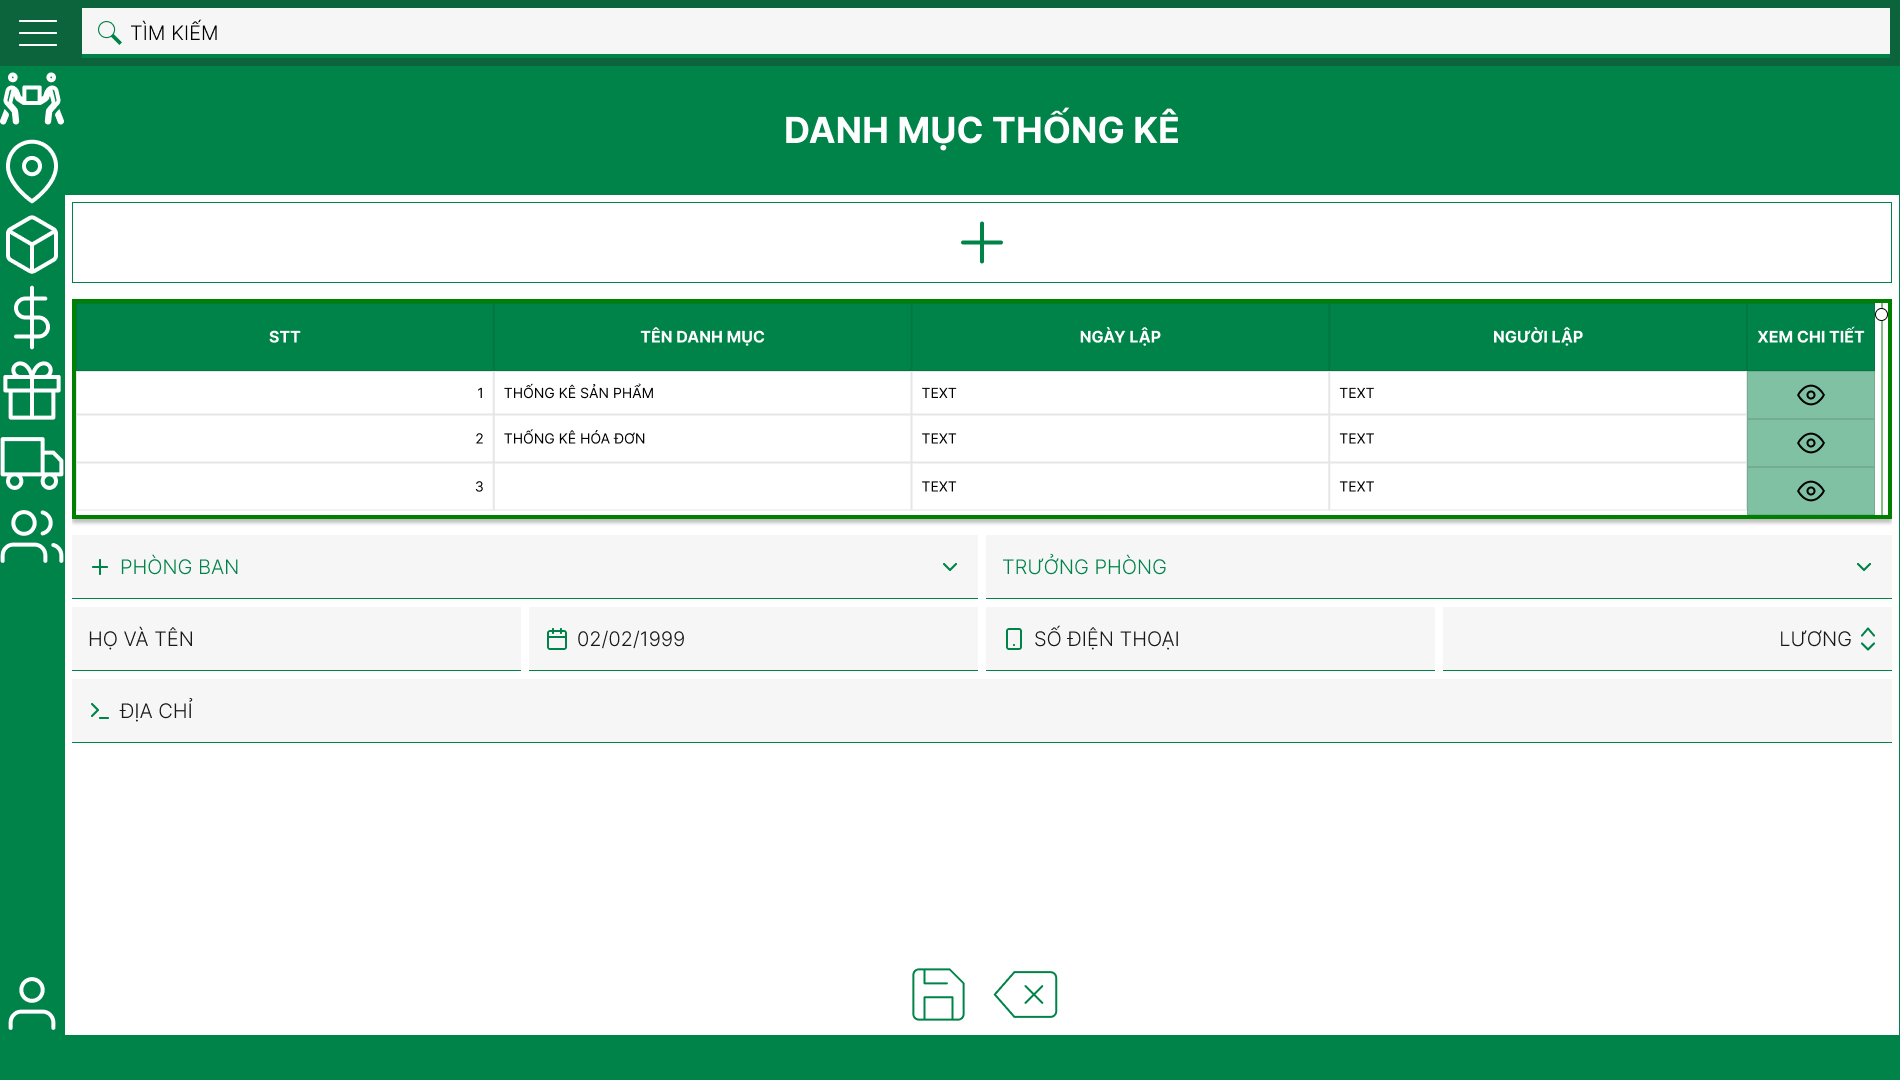 TÌM KIẾM
DANH MỤC THỐNG KÊ
STT TÊN DANH MỤC NGÀY LẬP NGƯỜI LẬP XEM CHI TIẾT
1 THỐNG KÊ SẢN PHẨM TEXT TEXT
2 THỐNG KÊ HÓA ĐƠN TEXT TEXT
3 TEXT TEXT
PHÒNG BAN TRƯỞNG PHÒNG
HỌ VÀ TÊN 02/02/1999 SỐ ĐIỆN THOẠI LƯƠNG
ĐỊA CHỈ